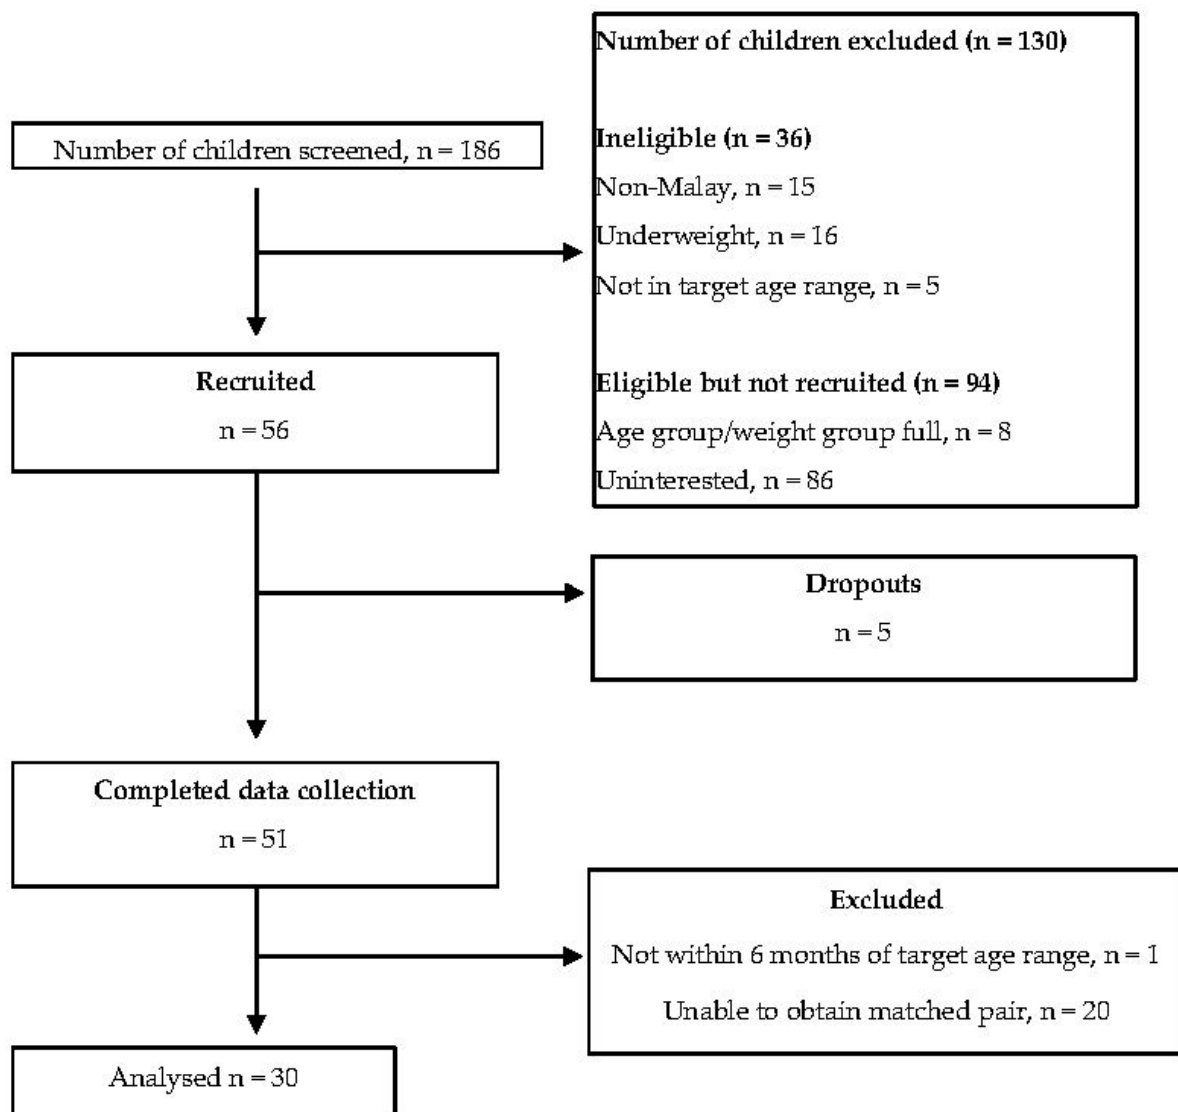 Number of children screened, n = 186
Number of children excluded (n = 130)
Ineligible (n = 36)
Non-Malay, n = 15
Underweight, n = 16
Not in target age range, n = 5
Eligible but not recruited (n = 94)
Age group/weight group full, n = 8
Uninterested, n = 86
Recruited
n = 56
Dropouts
n = 5
Completed data collection
n = 51
Excluded
Not within 6 months of target age range, n = 1
Unable to obtain matched pair, n = 20
Analysed n = 30